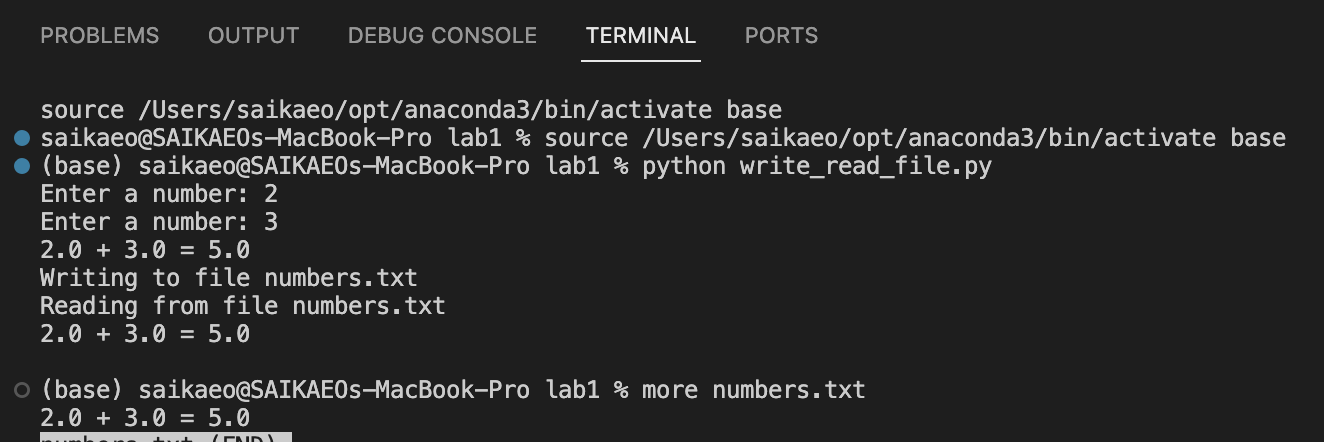 PROBLEMS OUTPUT DEBUG CONSOLE TERMINAL PORTS
source /Users/saikaeo/opt/anaconda3/bin/activate base
saikaeo@SAIKAEOs-MacBook-Pro lab1 % source /Users/saikaeo/opt/anaconda3/bin/activate base
(base) saikaeo@SAIKAEOs-MacBook-Pro lab1 % python write_read_file.py
Enter a number: 2
Enter a number: 3
2.0 + 3.0 = 5.0
Writing to file numbers.txt
Reading from file numbers.txt
2.0 + 3.0 = 5.0
(base) saikaeo@SAIKAEOs-MacBook-Pro lab1 % more numbers.txt
2.0 + 3.0 = 5.0
numbers.txt (END)